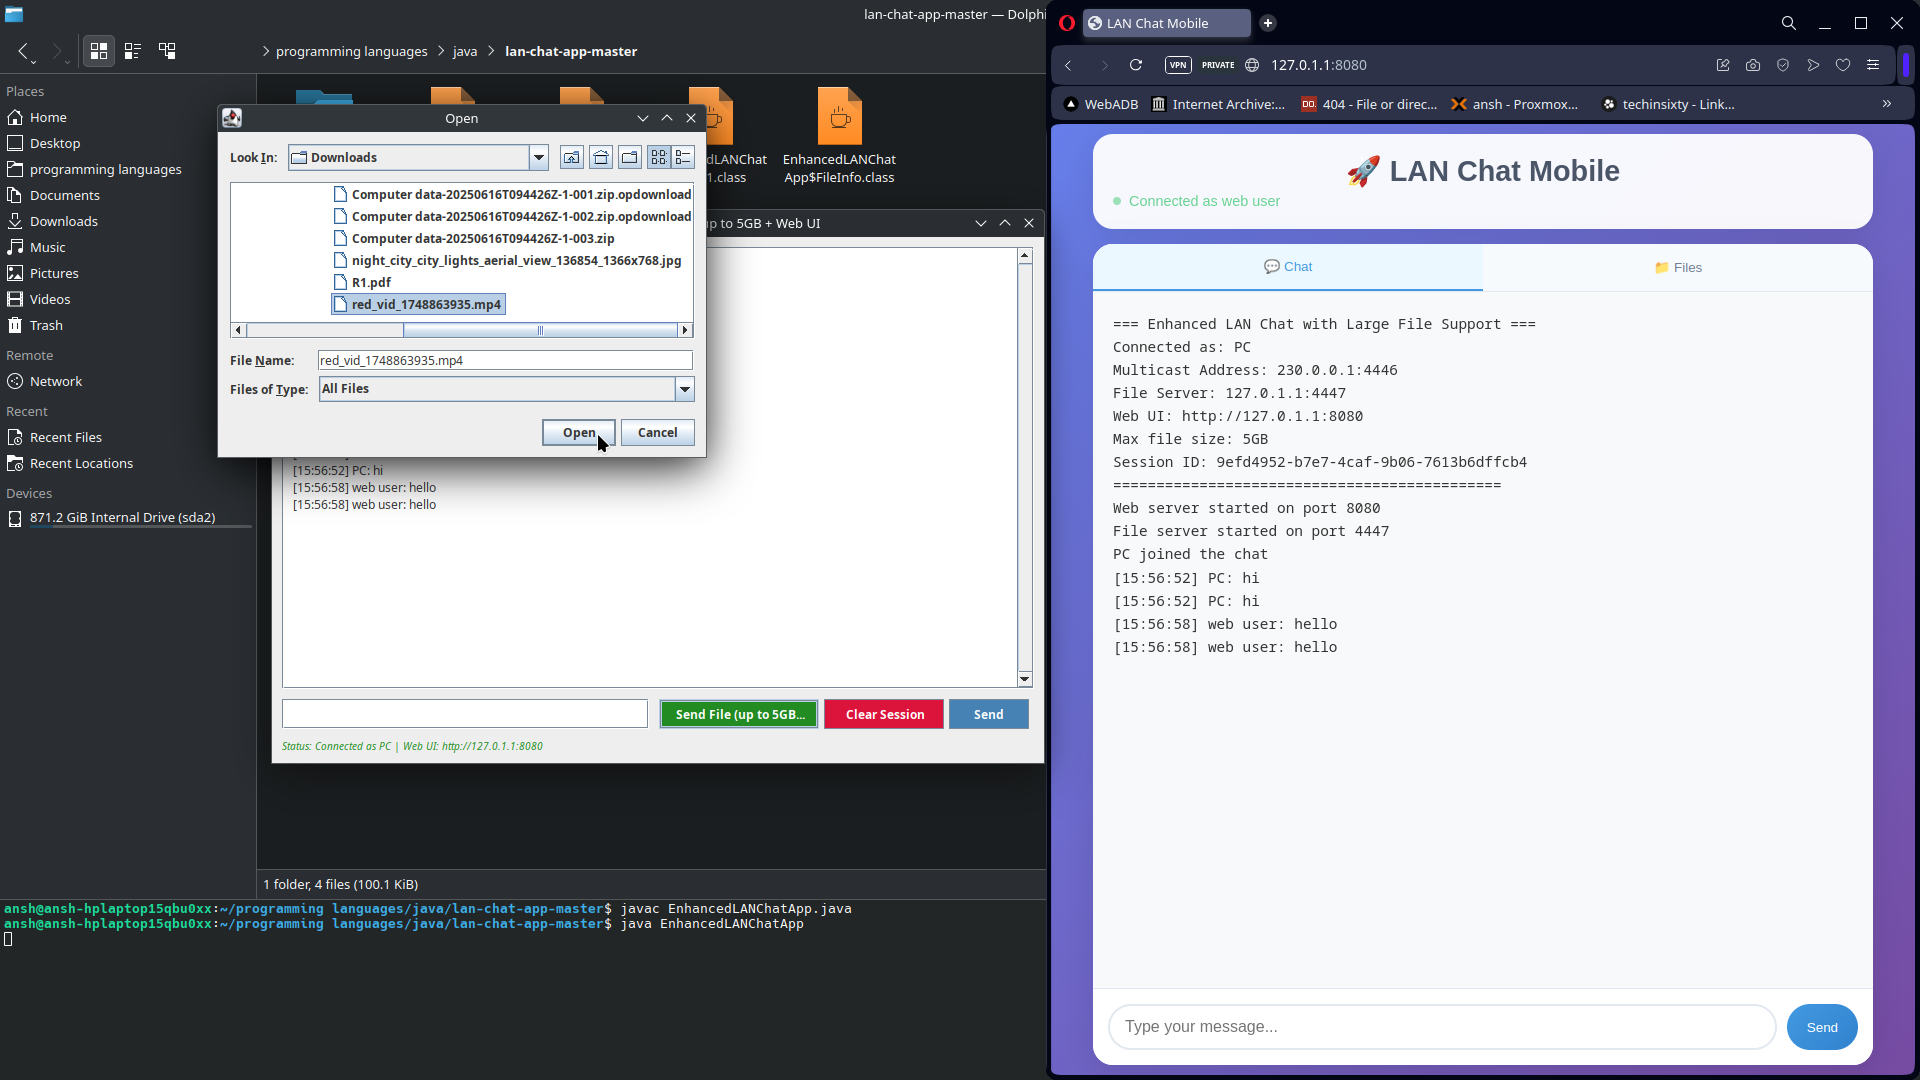 lan-chat-app-master — Dolphi
programming languages
java
lan-chat-app-master
Places
Home
Desktop
programming languages
Documents
Downloads
Music
Pictures
Videos
Trash
Remote
Network
Recent
Recent Files
Recent Locations
Devices
871.2 GiB Internal Drive (sda2)
dLANChat
1.class
EnhancedLANChat
App$FileInfo.class
Open
Look In:
Downloads
Computer data-20250616T094426Z-1-001.zip.opdownload
Computer data-20250616T094426Z-1-002.zip.opdownload
Computer data-20250616T094426Z-1-003.zip
night_city_city_lights_aerial_view_136854_1366x768.jpg
R1.pdf
red_vid_1748863935.mp4
File Name:
red_vid_1748863935.mp4
Files of Type:
All Files
Open
Cancel
up to 5GB + Web UI
[15:56:52] PC: hi
[15:56:58] web user: hello
[15:56:58] web user: hello
Send File (up to 5GB...
Clear Session
Send
Status: Connected as PC | Web UI: http://127.0.1.1:8080
1 folder, 4 files (100.1 KiB)
ansh@ansh-hplaptop15qbu0xx:~/programming languages/java/lan-chat-app-master$ javac EnhancedLANChatApp.java
ansh@ansh-hplaptop15qbu0xx:~/programming languages/java/lan-chat-app-master$ java EnhancedLANChatApp
LAN Chat Mobile
VPN
PRIVATE
127.0.1.1:8080
WebADB
Internet Archive:...
DO.
404 - File or direc...
ansh - Proxmox...
techinsixty - Link...
🚀 LAN Chat Mobile
Connected as web user
💬 Chat
📁 Files
=== Enhanced LAN Chat with Large File Support ===
Connected as: PC
Multicast Address: 230.0.0.1:4446
File Server: 127.0.1.1:4447
Web UI: http://127.0.1.1:8080
Max file size: 5GB
Session ID: 9efd4952-b7e7-4caf-9b06-7613b6dffcb4
=============================================
Web server started on port 8080
File server started on port 4447
PC joined the chat
[15:56:52] PC: hi
[15:56:52] PC: hi
[15:56:58] web user: hello
[15:56:58] web user: hello
Type your message...
Send